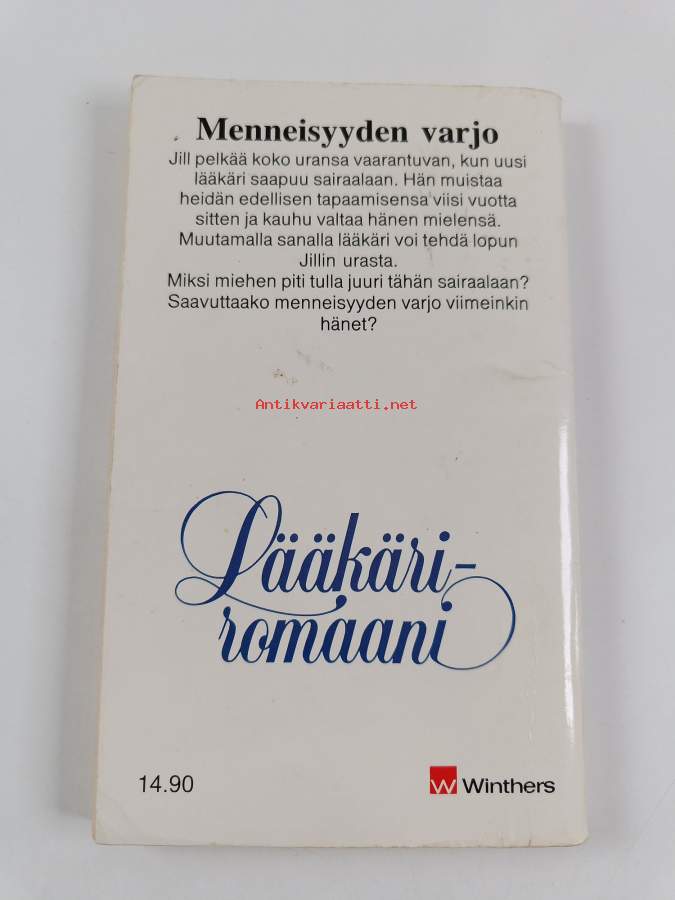 Menneisyyden varjo
Jill pelkää koko uransa vaarantuvan, kun uusi
lääkäri saapuu sairaalaan. Hän muistaa
heidän edellisen tapaamisensa viisi vuotta
sitten ja kauhu valtaa hänen mielensä.
Muutamalla sanalla lääkäri voi tehdä lopun
Jillin urasta.
Miksi miehen piti tulla juuri tähän sairaalaan?
Saavuttaako menneisyyden varjo viimeinkin
hänet?
Antikvariaatti.net
Lääkäri-
romaani
14.90
W Winthers